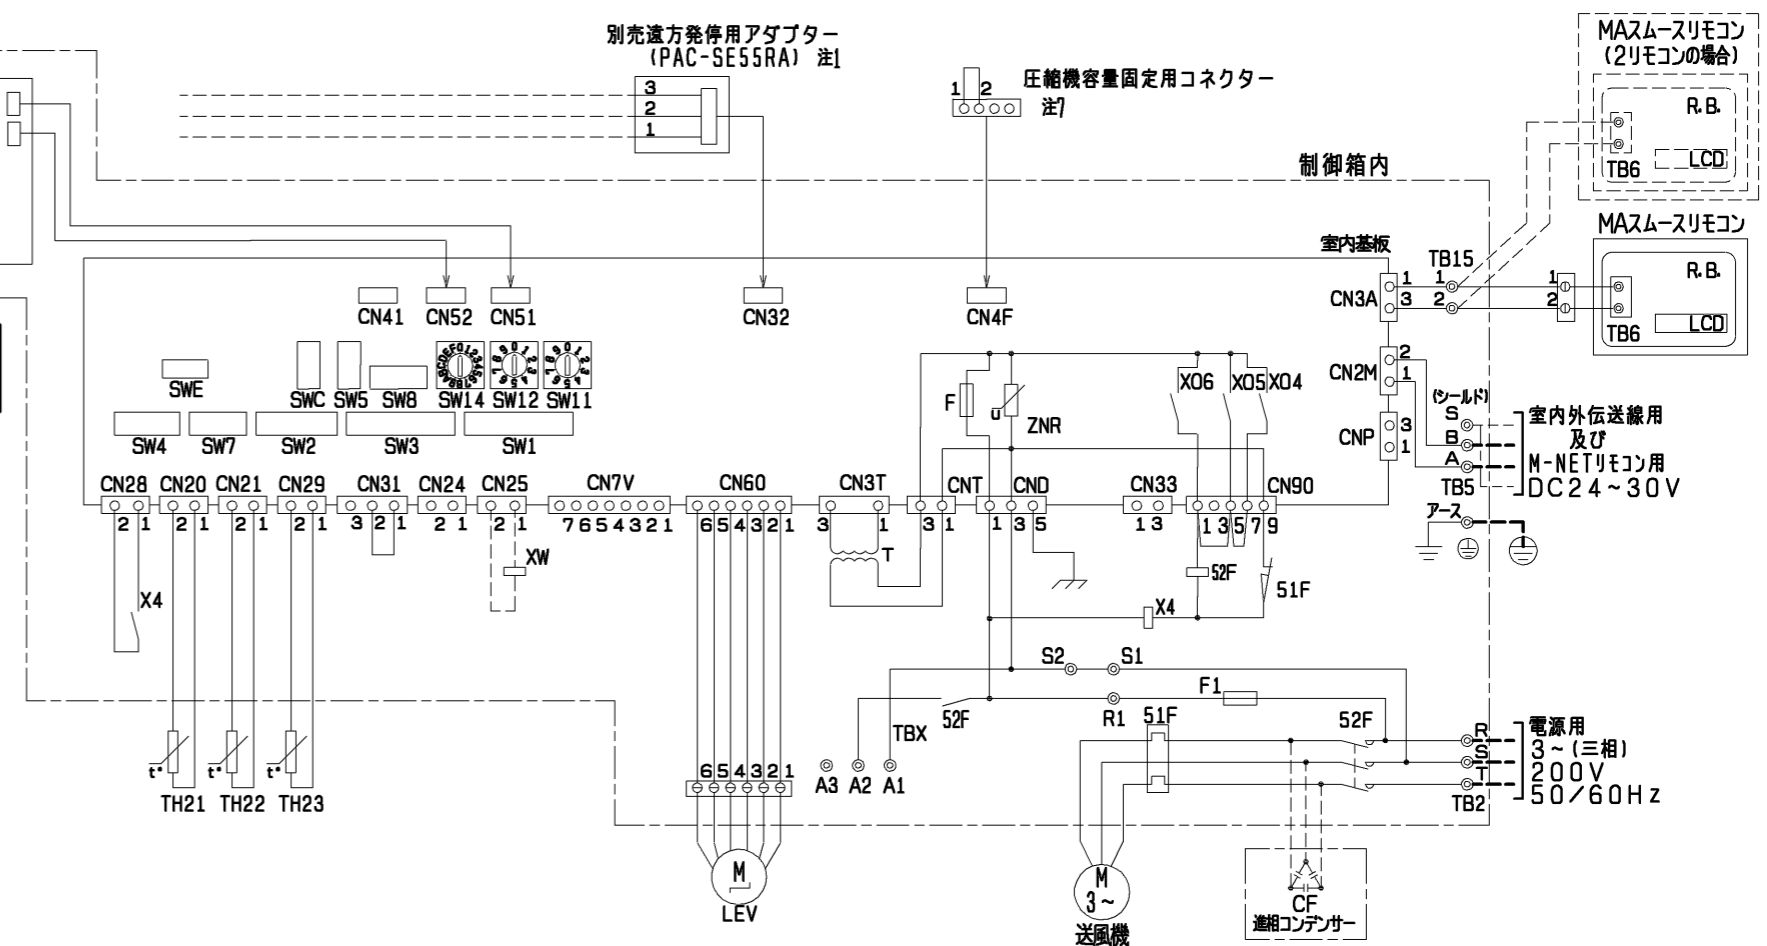 別売遠方発停用アダプター
(PAC-SE55RA) 注1
3
2
1
1 2
圧縮機容量固定用コネクター
注7
MAスムースリモコン
(2リモコンの場合)
R.B.
LCD
TB6
制御箱内
MAスムースリモコン
R.B.
LCD
TB6
室内基板
TB15
CN3A
1 1 1
3 2 2
CN41 CN52 CN51 CN32 CN4F
CN2M
2
1
CNP
3
1
SWE
SWC SW5 SW8 SW14 SW12 SW11
SW4 SW7 SW2 SW3 SW1
F
u
ZNR
X06 X05 X04
(シールド)
S
B
A
TB5
室内外伝送線用
及び
M-NETリモコン用
DC24~30V
アース
CN28 CN20 CN21 CN29 CN31 CN24 CN25 CN7V CN60 CN3T CNT CND CN33 CN90
2 1 2 1 2 1 2 1 3 2 1 2 1 2 1 7 6 5 4 3 2 1 6 5 4 3 2 1 3 1 3 1 1 3 5 1 3 1 3 5 7 9
XW
T
52F
51F
X4
X4
S2 S1
F1
R1
52F
TBX
51F
52F
A3 A2 A1
R
S
T
TB2
電源用
3~(三相)
200V
50/60Hz
t°
t°
t°
TH21 TH22 TH23
6 5 4 3 2 1
M
LEV
M
3~
送風機
CF
進相コンデンサー